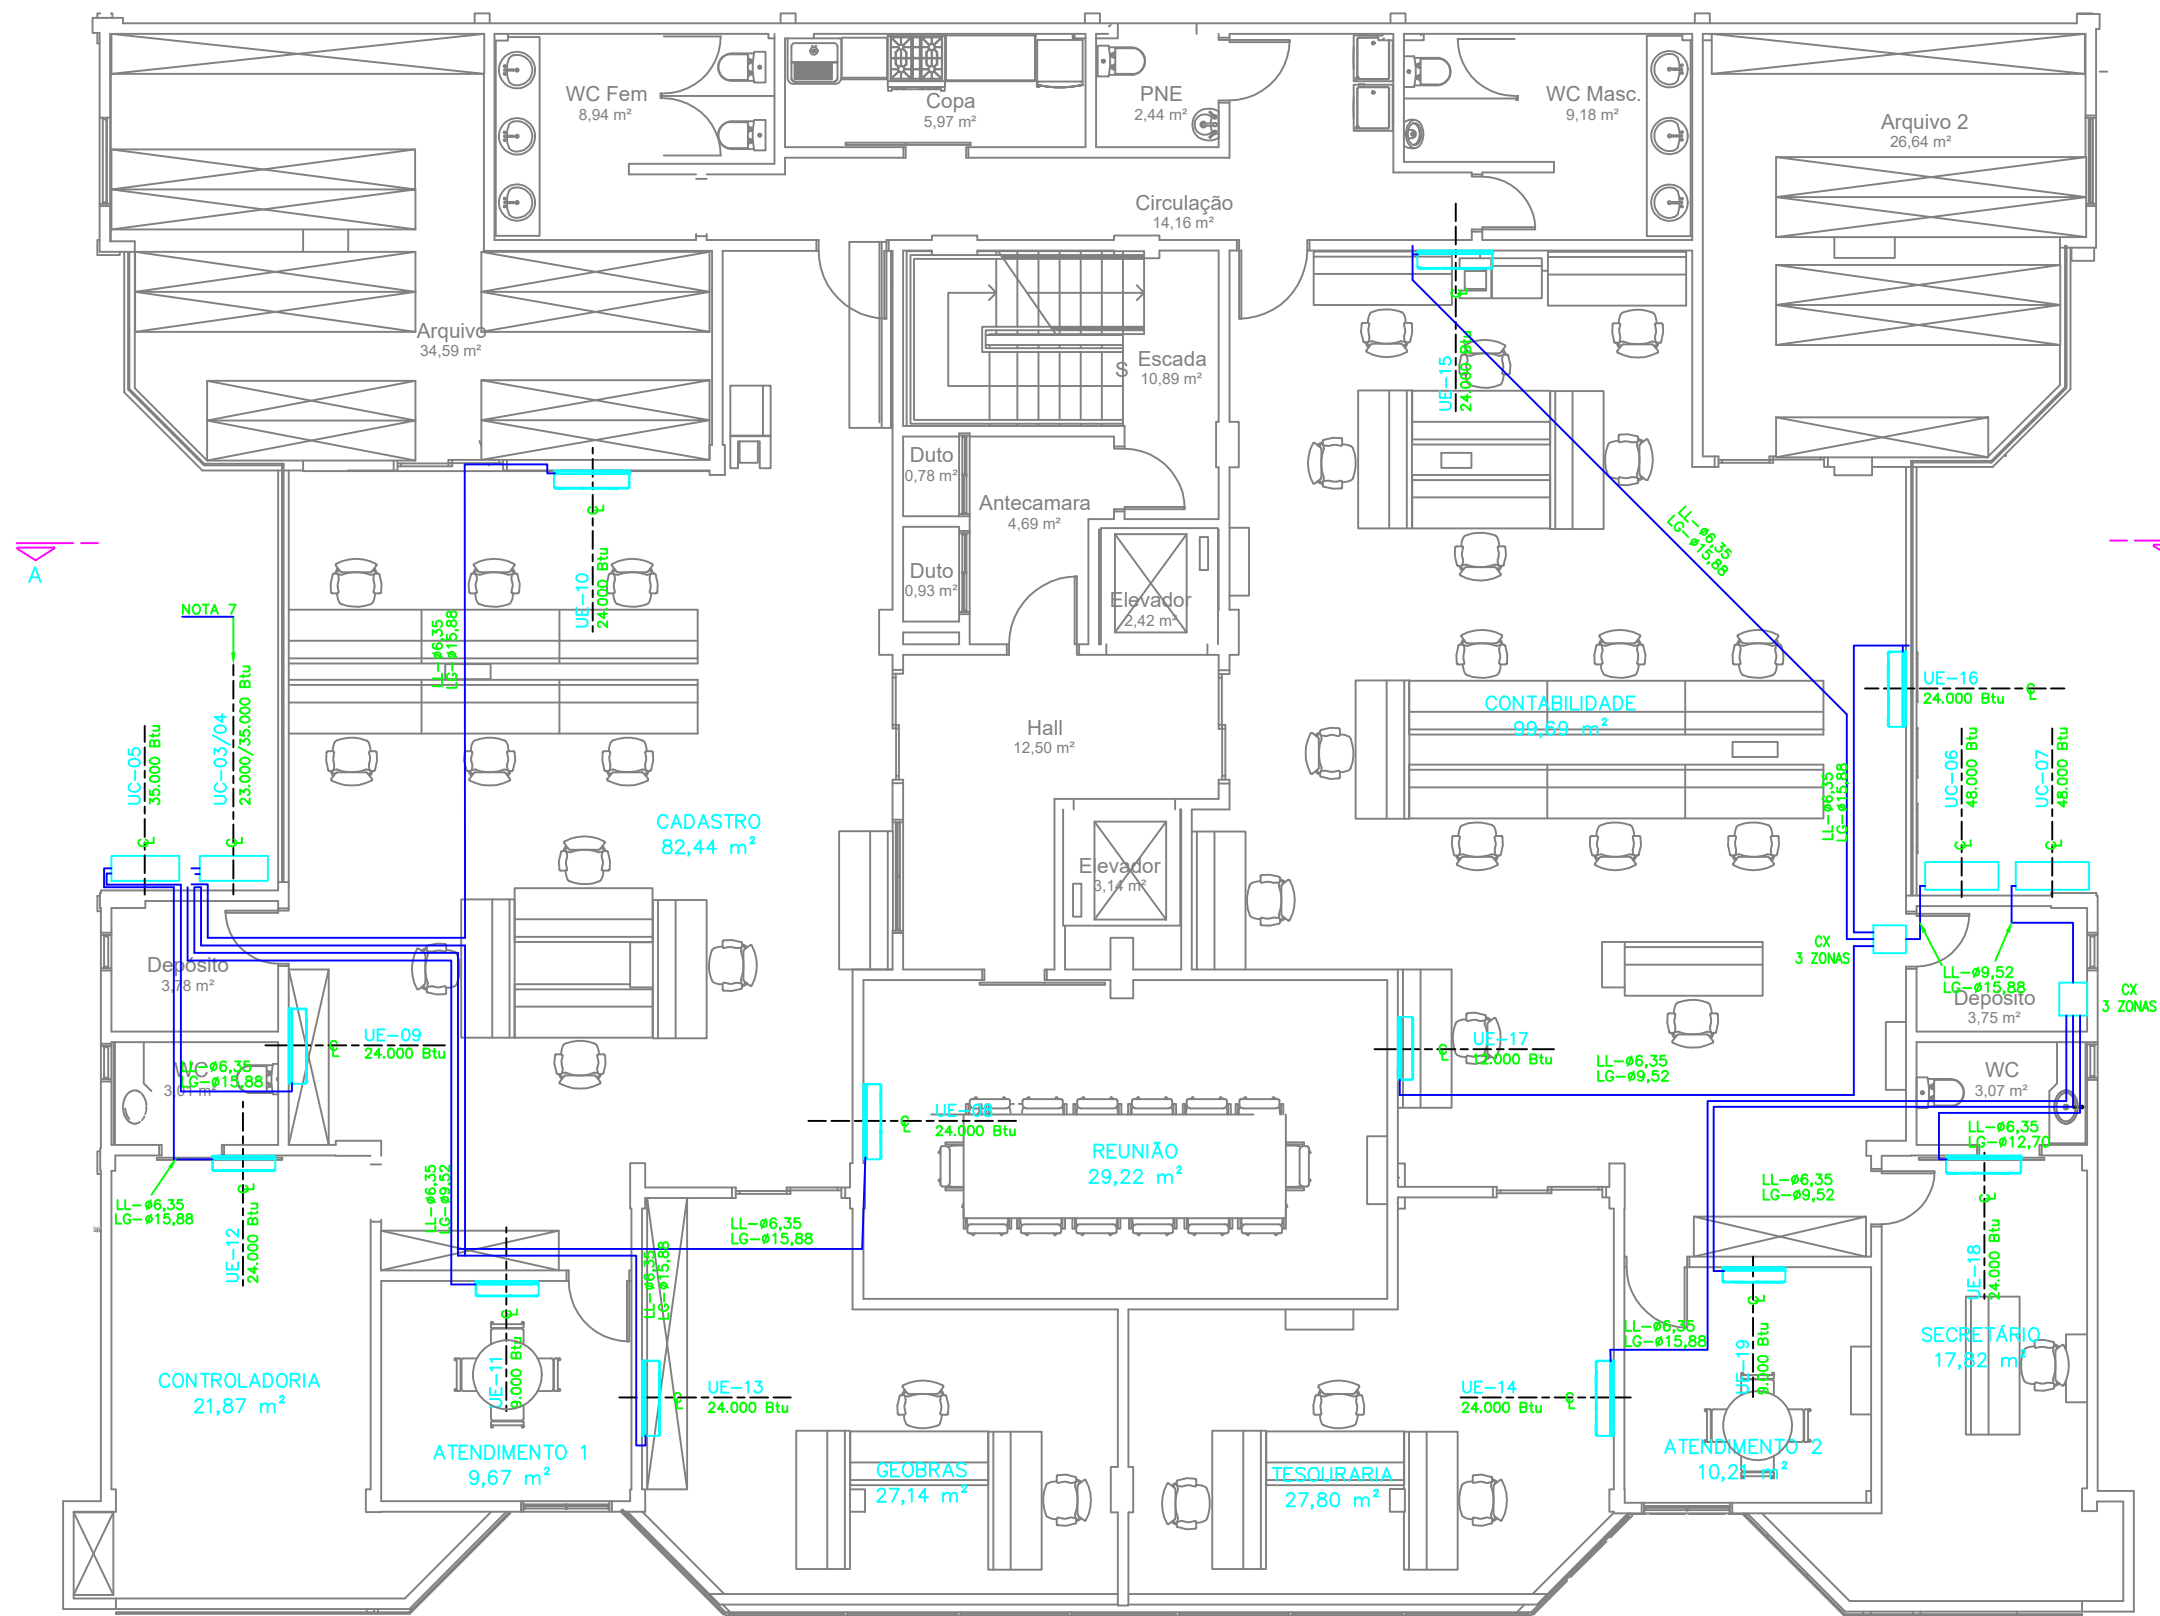 WC Fem
8,94 m²
Copa
5,97 m²
PNE
2,44 m²
WC Masc.
9,18 m²
Arquivo 2
26,64 m²
Circulação
14,16 m²
Arquivo
34,59 m²
S
Escada
10,89 m²
UE-15
24.000 Btu
Duto
0,78 m²
Antecamara
4,69 m²
Duto
0,93 m²
Elevador
2,42 m²
LL-ø6,35
LG-ø15,88
A
NOTA 7
UE-10
24.000 Btu
LL-ø6,35
LG-ø15,88
UC-05
35.000 Btu
UC-03/04
23.000/35.000 Btu
Hall
12,50 m²
CONTABILIDADE
99,69 m²
UE-16
24.000 Btu
UC-06
48.000 Btu
UC-07
48.000 Btu
LL-ø6,35
LG-ø15,88
CADASTRO
82,44 m²
Elevador
3,14 m²
CX
3 ZONAS
LL-ø9,52
LG-ø15,88
Depósito
3,78 m²
Depósito
3,75 m²
CX
3 ZONAS
UE-09
24.000 Btu
UE-17
12.000 Btu
LL-ø6,35
LG-ø9,52
WC
3,01 m²
LL-ø6,35
LG-ø15,88
WC
3,07 m²
UE-08
24.000 Btu
REUNIÃO
29,22 m²
LL-ø6,35
LG-ø12,70
LL-ø6,35
LG-ø9,52
LL-ø6,35
LG-ø9,52
LL-ø6,35
LG-ø15,88
UE-12
24.000 Btu
LL-ø6,35
LG-ø15,88
LL-ø6,35
LG-ø15,88
UE-18
24.000 Btu
LL-ø6,35
LG-ø15,88
SECRETÁRIO
17,82 m²
UE-11
9.000 Btu
UE-19
9.000 Btu
CONTROLADORIA
21,87 m²
UE-13
24.000 Btu
UE-14
24.000 Btu
ATENDIMENTO 1
9,67 m²
GEOBRAS
27,14 m²
TESOURARIA
27,80 m²
ATENDIMENTO 2
10,21 m²